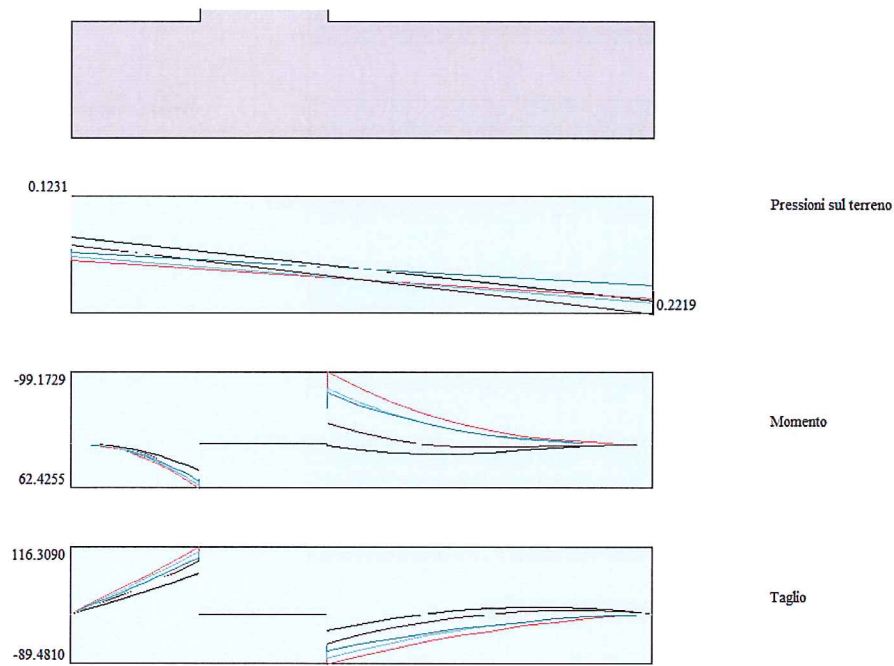 0.1231
Pressioni sul terreno
0.2219
-99.1729
Momento
62.4255
116.3090
Taglio
-89.4810